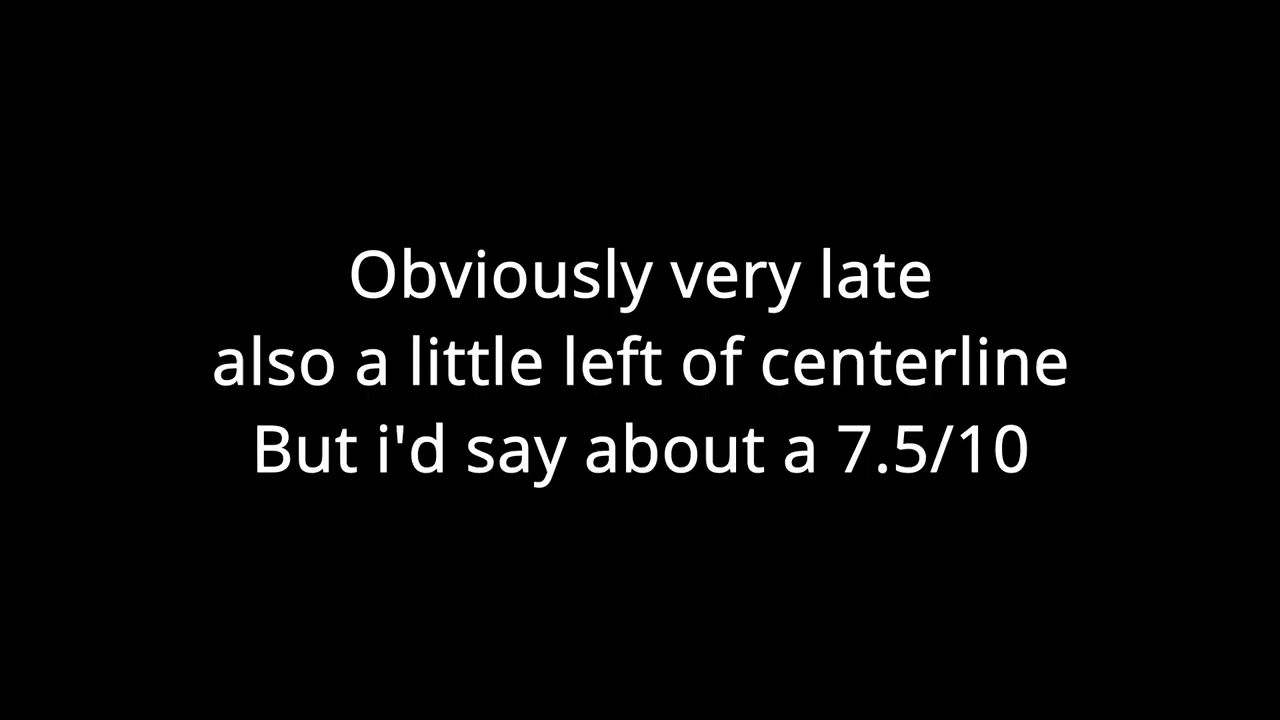 Obviously very late
also a little left of centerline
But i'd say about a 7.5/10